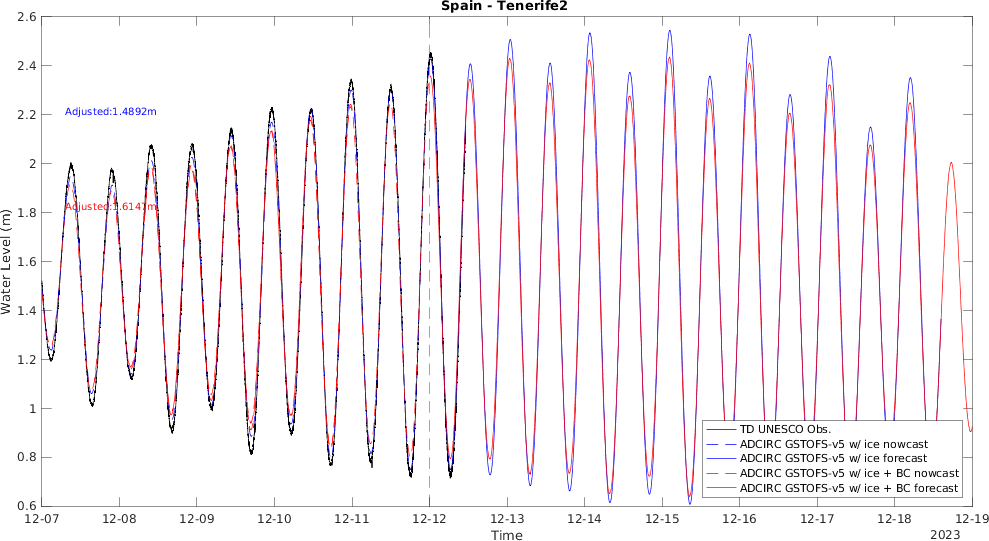 Spain - Tenerife2
2.6
2.4
2.2
2
1.8
1.6
1.4
1.2
1
0.8
0.6
Water Level (m)
Adjusted:1.4892m
Adjusted:1.6147m
TD UNESCO Obs.
ADCIRC GSTOFS-v5 w/ ice nowcast
ADCIRC GSTOFS-v5 w/ ice forecast
ADCIRC GSTOFS-v5 w/ ice + BC nowcast
ADCIRC GSTOFS-v5 w/ ice + BC forecast
12-07 12-08 12-09 12-10 12-11 12-12 12-13 12-14 12-15 12-16 12-17 12-18 12-19
Time
2023